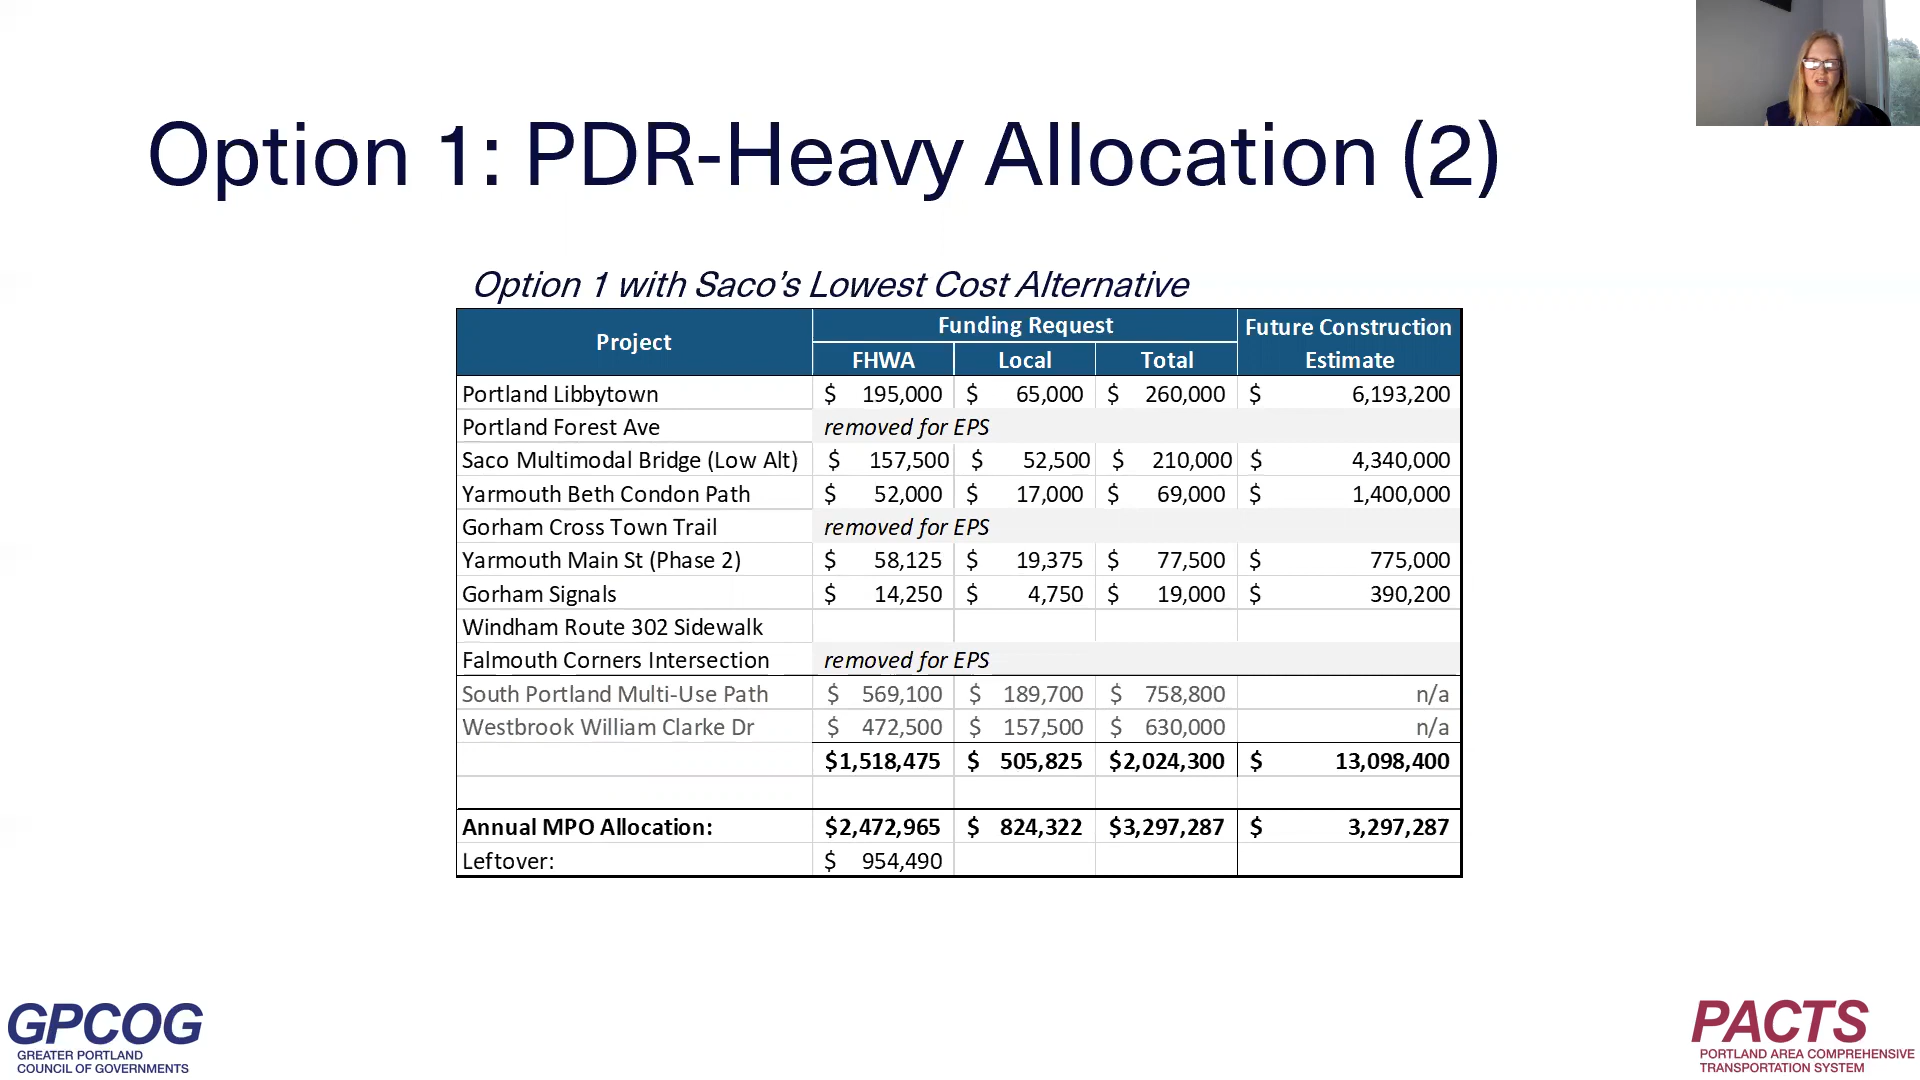 Option 1: PDR-Heavy Allocation (2)
Option 1 with Saco's Lowest Cost Alternative
Project Funding Request Future Construction Estimate
FHWA Local Total
Portland Libbytown $ 195,000 $ 65,000 $ 260,000 $ 6,193,200
Portland Forest Ave removed for EPS
Saco Multimodal Bridge (Low Alt) $ 157,500 $ 52,500 $ 210,000 $ 4,340,000
Yarmouth Beth Condon Path $ 52,000 $ 17,000 $ 69,000 $ 1,400,000
Gorham Cross Town Trail removed for EPS
Yarmouth Main St (Phase 2) $ 58,125 $ 19,375 $ 77,500 $ 775,000
Gorham Signals $ 14,250 $ 4,750 $ 19,000 $ 390,200
Windham Route 302 Sidewalk
Falmouth Corners Intersection removed for EPS
South Portland Multi-Use Path $ 569,100 $ 189,700 $ 758,800 n/a
Westbrook William Clarke Dr $ 472,500 $ 157,500 $ 630,000 n/a
$1,518,475 $ 505,825 $2,024,300 $ 13,098,400
Annual MPO Allocation: $2,472,965 $ 824,322 $3,297,287 $ 3,297,287
Leftover: $ 954,490
GPCOG
GREATER PORTLAND
COUNCIL OF GOVERNMENTS
PACTS
PORTLAND AREA COMPREHENSIVE
TRANSPORTATION SYSTEM